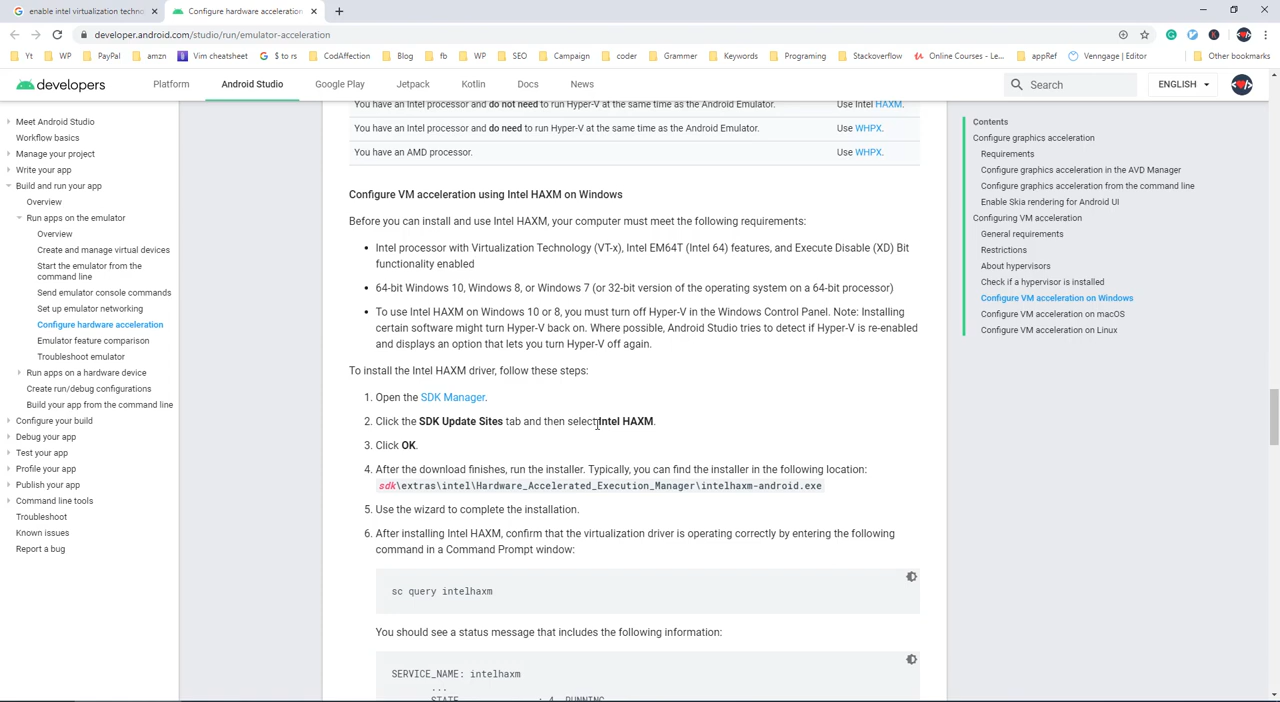 enable intel virtualization techno
Configure hardware acceleration
developer.android.com/studio/run/emulator-acceleration
Yt
WP
PayPal
amzn
Vim cheatsheet
$ to rs
CodAffection
Blog
fb
WP
SEO
Campaign
coder
Grammer
Keywords
Programing
Stackoverflow
Online Courses - Le...
appRef
Venngage | Editor
Other bookmarks
developers
Platform
Android Studio
Google Play
Jetpack
Kotlin
Docs
News
Search
ENGLISH
Meet Android Studio
Workflow basics
Manage your project
Write your app
Build and run your app
Overview
Run apps on the emulator
Overview
Create and manage virtual devices
Start the emulator from the
command line
Send emulator console commands
Set up emulator networking
Configure hardware acceleration
Emulator feature comparison
Troubleshoot emulator
Run apps on a hardware device
Create run/debug configurations
Build your app from the command line
Configure your build
Debug your app
Test your app
Profile your app
Publish your app
Command line tools
Troubleshoot
Known issues
Report a bug
You have an Intel processor and do not need to run Hyper-V at the same time as the Android Emulator. Use Intel HAXM.
You have an Intel processor and do need to run Hyper-V at the same time as the Android Emulator. Use WHPX.
You have an AMD processor. Use WHPX.
Configure VM acceleration using Intel HAXM on Windows
Before you can install and use Intel HAXM, your computer must meet the following requirements:
• Intel processor with Virtualization Technology (VT-x), Intel EM64T (Intel 64) features, and Execute Disable (XD) Bit
functionality enabled
• 64-bit Windows 10, Windows 8, or Windows 7 (or 32-bit version of the operating system on a 64-bit processor)
• To use Intel HAXM on Windows 10 or 8, you must turn off Hyper-V in the Windows Control Panel. Note: Installing
certain software might turn Hyper-V back on. Where possible, Android Studio tries to detect if Hyper-V is re-enabled
and displays an option that lets you turn Hyper-V off again.
To install the Intel HAXM driver, follow these steps:
1. Open the SDK Manager.
2. Click the SDK Update Sites tab and then select Intel HAXM.
3. Click OK.
4. After the download finishes, run the installer. Typically, you can find the installer in the following location:
sdk\extras\intel\Hardware_Accelerated_Execution_Manager\intelhaxm-android.exe
5. Use the wizard to complete the installation.
6. After installing Intel HAXM, confirm that the virtualization driver is operating correctly by entering the following
command in a Command Prompt window:
sc query intelhaxm
You should see a status message that includes the following information:
SERVICE_NAME: intelhaxm
...
STATE : 4 RUNNING
Contents
Configure graphics acceleration
Requirements
Configure graphics acceleration in the AVD Manager
Configure graphics acceleration from the command line
Enable Skia rendering for Android UI
Configuring VM acceleration
General requirements
Restrictions
About hypervisors
Check if a hypervisor is installed
Configure VM acceleration on Windows
Configure VM acceleration on macOS
Configure VM acceleration on Linux